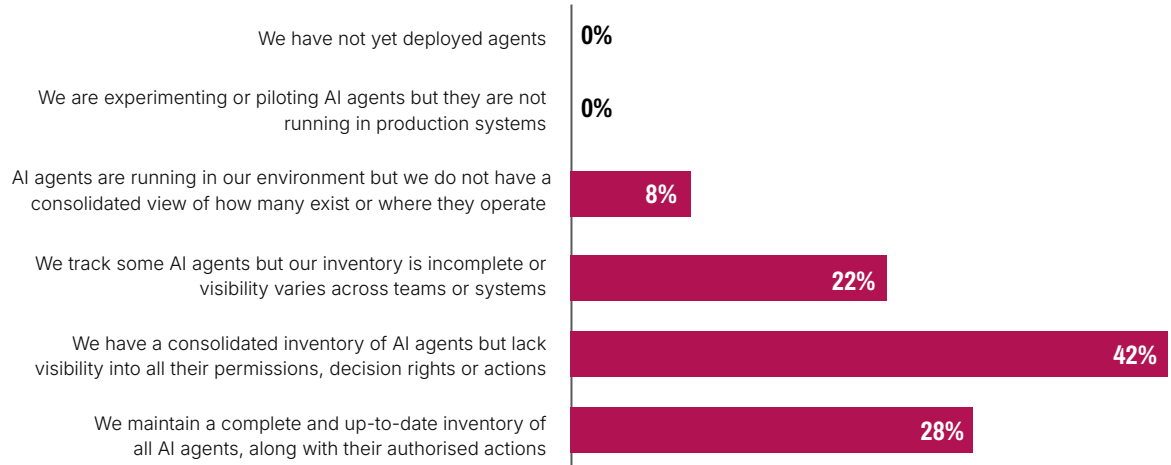 We have not yet deployed agents
0%
We are experimenting or piloting AI agents but they are not
running in production systems
0%
AI agents are running in our environment but we do not have a
consolidated view of how many exist or where they operate
8%
We track some AI agents but our inventory is incomplete or
visibility varies across teams or systems
22%
We have a consolidated inventory of AI agents but lack
visibility into all their permissions, decision rights or actions
42%
We maintain a complete and up-to-date inventory of
all AI agents, along with their authorised actions
28%